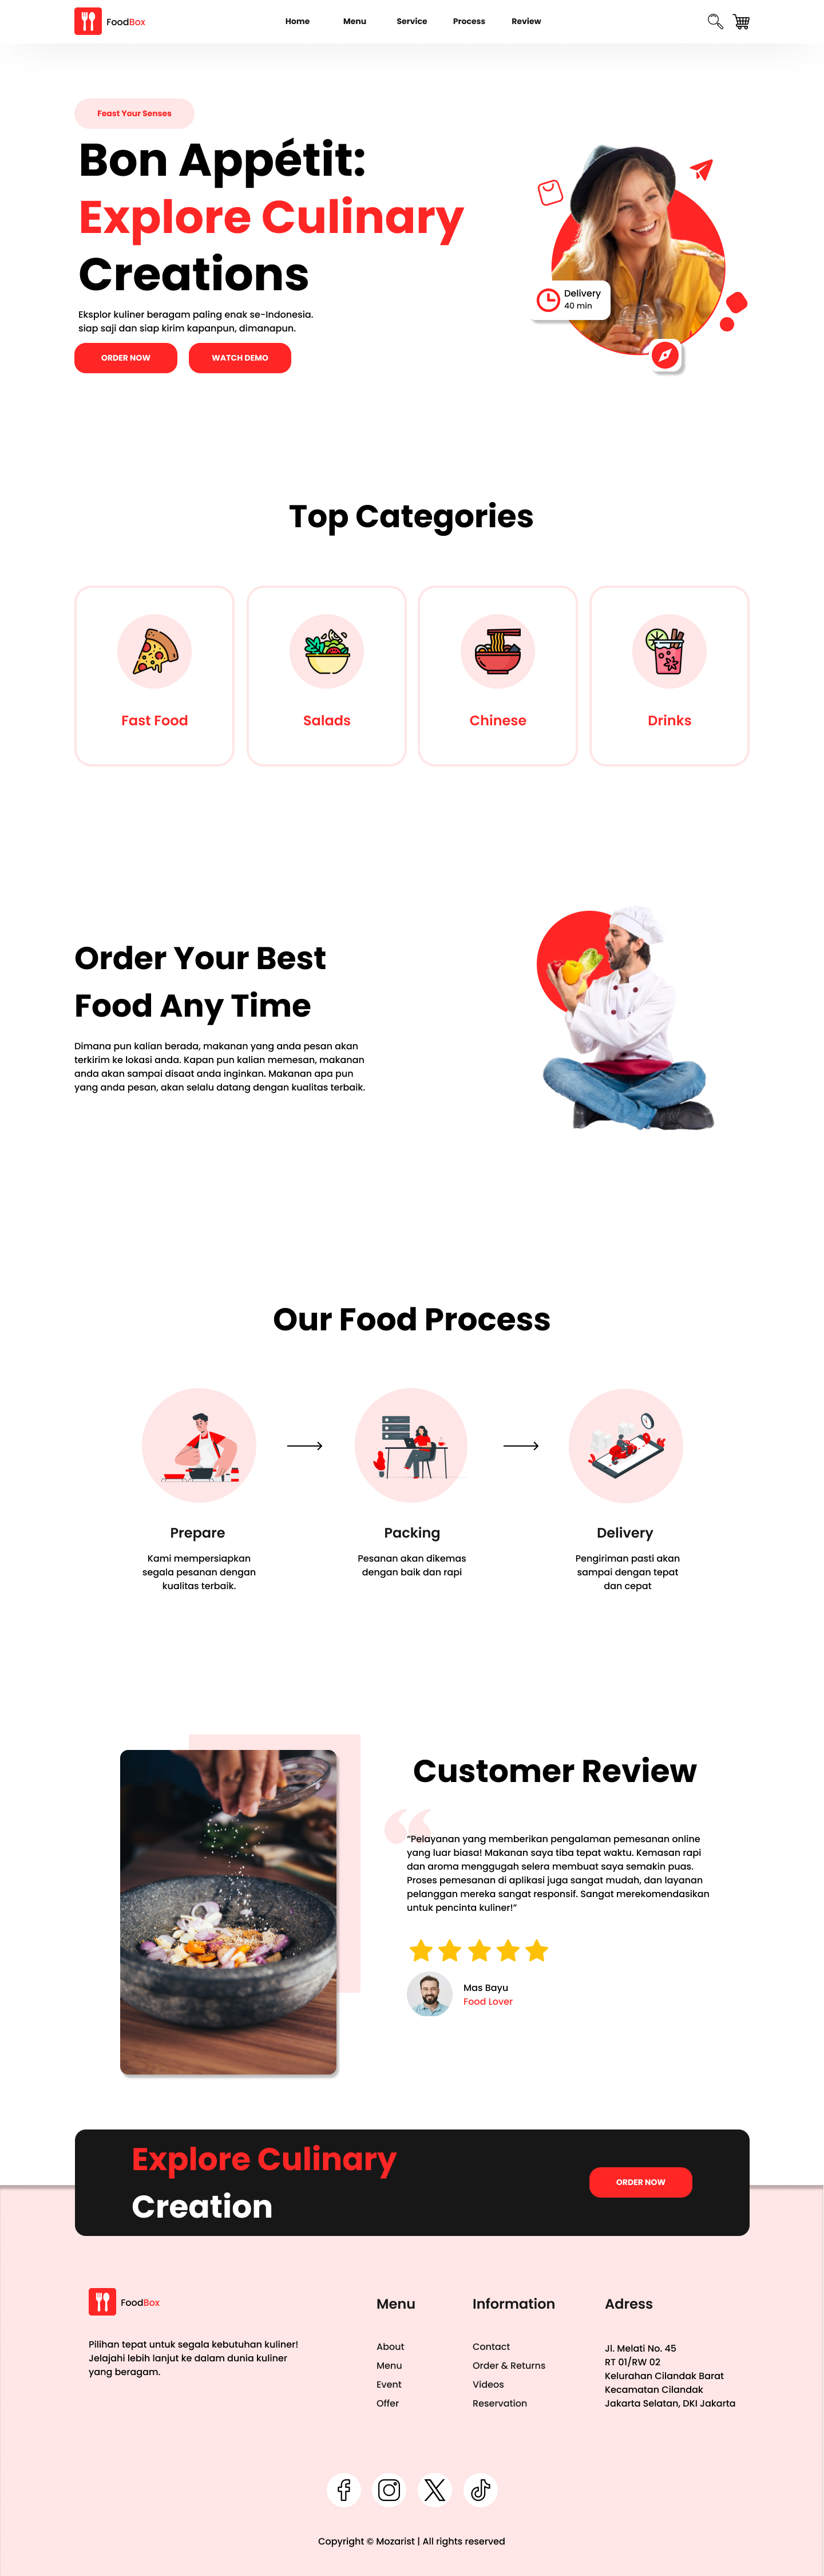 FoodBox
Home Menu Service Process Review
Feast Your Senses
Bon Appétit:
Explore Culinary
Creations
Eksplor kuliner beragam paling enak se-Indonesia.
siap saji dan siap kirim kapanpun, dimanapun.
ORDER NOW WATCH DEMO
Delivery
40 min
Top Categories
Fast Food
Salads
Chinese
Drinks
Order Your Best
Food Any Time
Dimana pun kalian berada, makanan yang anda pesan akan
terkirim ke lokasi anda. Kapan pun kalian memesan, makanan
anda akan sampai disaat anda inginkan. Makanan apa pun
yang anda pesan, akan selalu datang dengan kualitas terbaik.
Our Food Process
Prepare
Kami mempersiapkan
segala pesanan dengan
kualitas terbaik.
Packing
Pesanan akan dikemas
dengan baik dan rapi
Delivery
Pengiriman pasti akan
sampai dengan tepat
dan cepat
Customer Review
“Pelayanan yang memberikan pengalaman pemesanan online
yang luar biasa! Makanan saya tiba tepat waktu. Kemasan rapi
dan aroma menggugah selera membuat saya semakin puas.
Proses pemesanan di aplikasi juga sangat mudah, dan layanan
pelanggan mereka sangat responsif. Sangat merekomendasikan
untuk pencinta kuliner!”
Mas Bayu
Food Lover
Explore Culinary
Creation
ORDER NOW
FoodBox
Pilihan tepat untuk segala kebutuhan kuliner!
Jelajahi lebih lanjut ke dalam dunia kuliner
yang beragam.
Menu
About
Menu
Event
Offer
Information
Contact
Order & Returns
Videos
Reservation
Adress
Jl. Melati No. 45
RT 01/RW 02
Kelurahan Cilandak Barat
Kecamatan Cilandak
Jakarta Selatan, DKI Jakarta
Copyright © Mozarist | All rights reserved